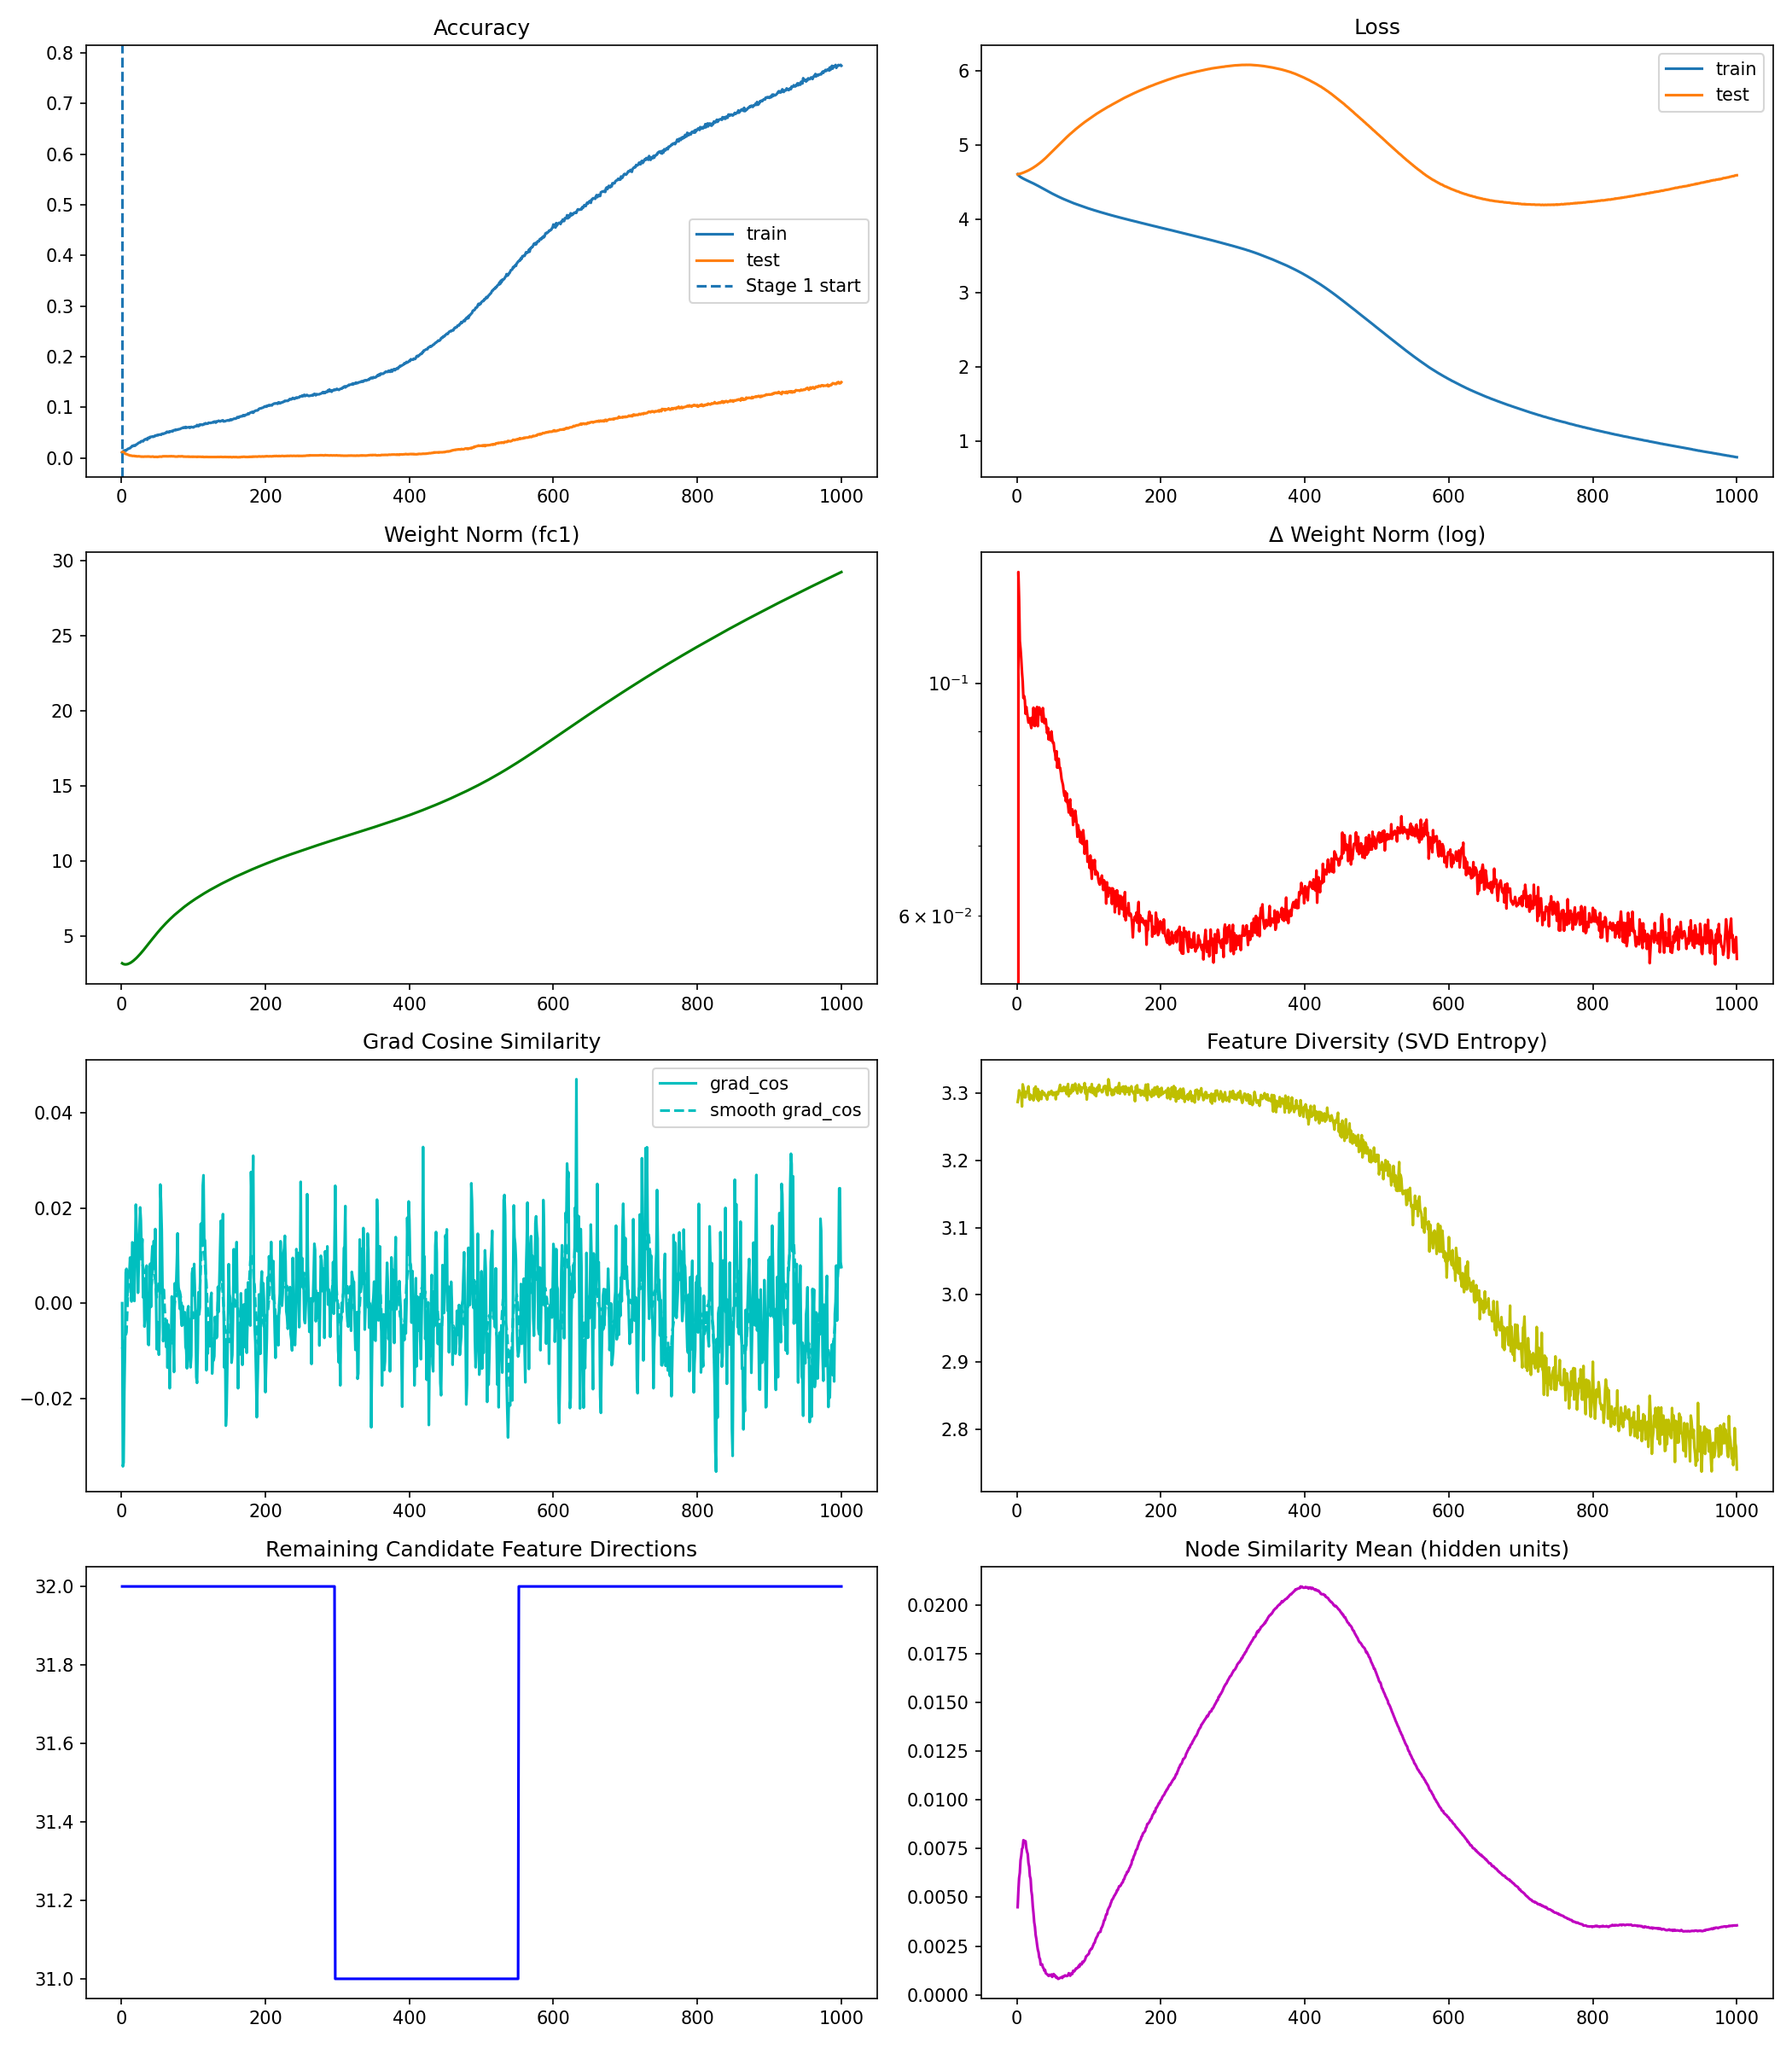 Accuracy
0.8
0.7
0.6
0.5
0.4
0.3
0.2
0.1
0.0
train
test
Stage 1 start
0 200 400 600 800 1000
Loss
6
5
4
3
2
1
train
test
0 200 400 600 800 1000
Weight Norm (fc1)
30
25
20
15
10
5
0 200 400 600 800 1000
Δ Weight Norm (log)
10⁻¹
6 × 10⁻²
0 200 400 600 800 1000
Grad Cosine Similarity
0.04
0.02
0.00
−0.02
grad_cos
smooth grad_cos
0 200 400 600 800 1000
Feature Diversity (SVD Entropy)
3.3
3.2
3.1
3.0
2.9
2.8
0 200 400 600 800 1000
Remaining Candidate Feature Directions
32.0
31.8
31.6
31.4
31.2
31.0
0 200 400 600 800 1000
Node Similarity Mean (hidden units)
0.0200
0.0175
0.0150
0.0125
0.0100
0.0075
0.0050
0.0025
0.0000
0 200 400 600 800 1000